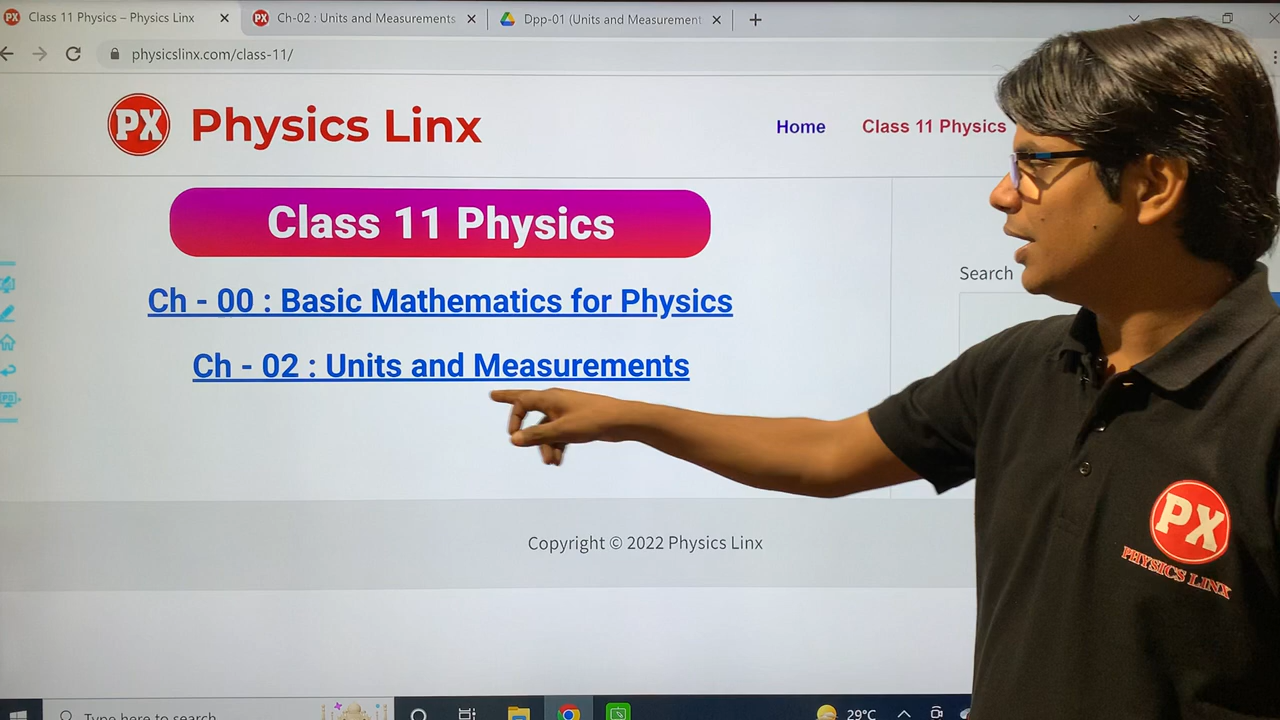 Class 11 Physics – Physics Linx
Ch-02 : Units and Measurements
Dpp-01 (Units and Measurement
physicslinx.com/class-11/
PX Physics Linx
Home
Class 11 Physics
Class 11 Physics
Ch - 00 : Basic Mathematics for Physics
Ch - 02 : Units and Measurements
Search
PX
PHYSICS LINX
Copyright © 2022 Physics Linx
Type here to search
29°C